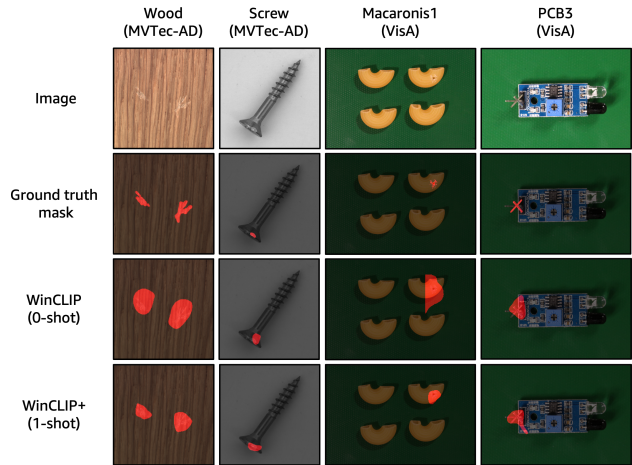 Wood
(MVTec-AD)
Screw
(MVTec-AD)
Macaronis1
(VisA)
PCB3
(VisA)
Image
Ground truth
mask
WinCLIP
(0-shot)
WinCLIP+
(1-shot)